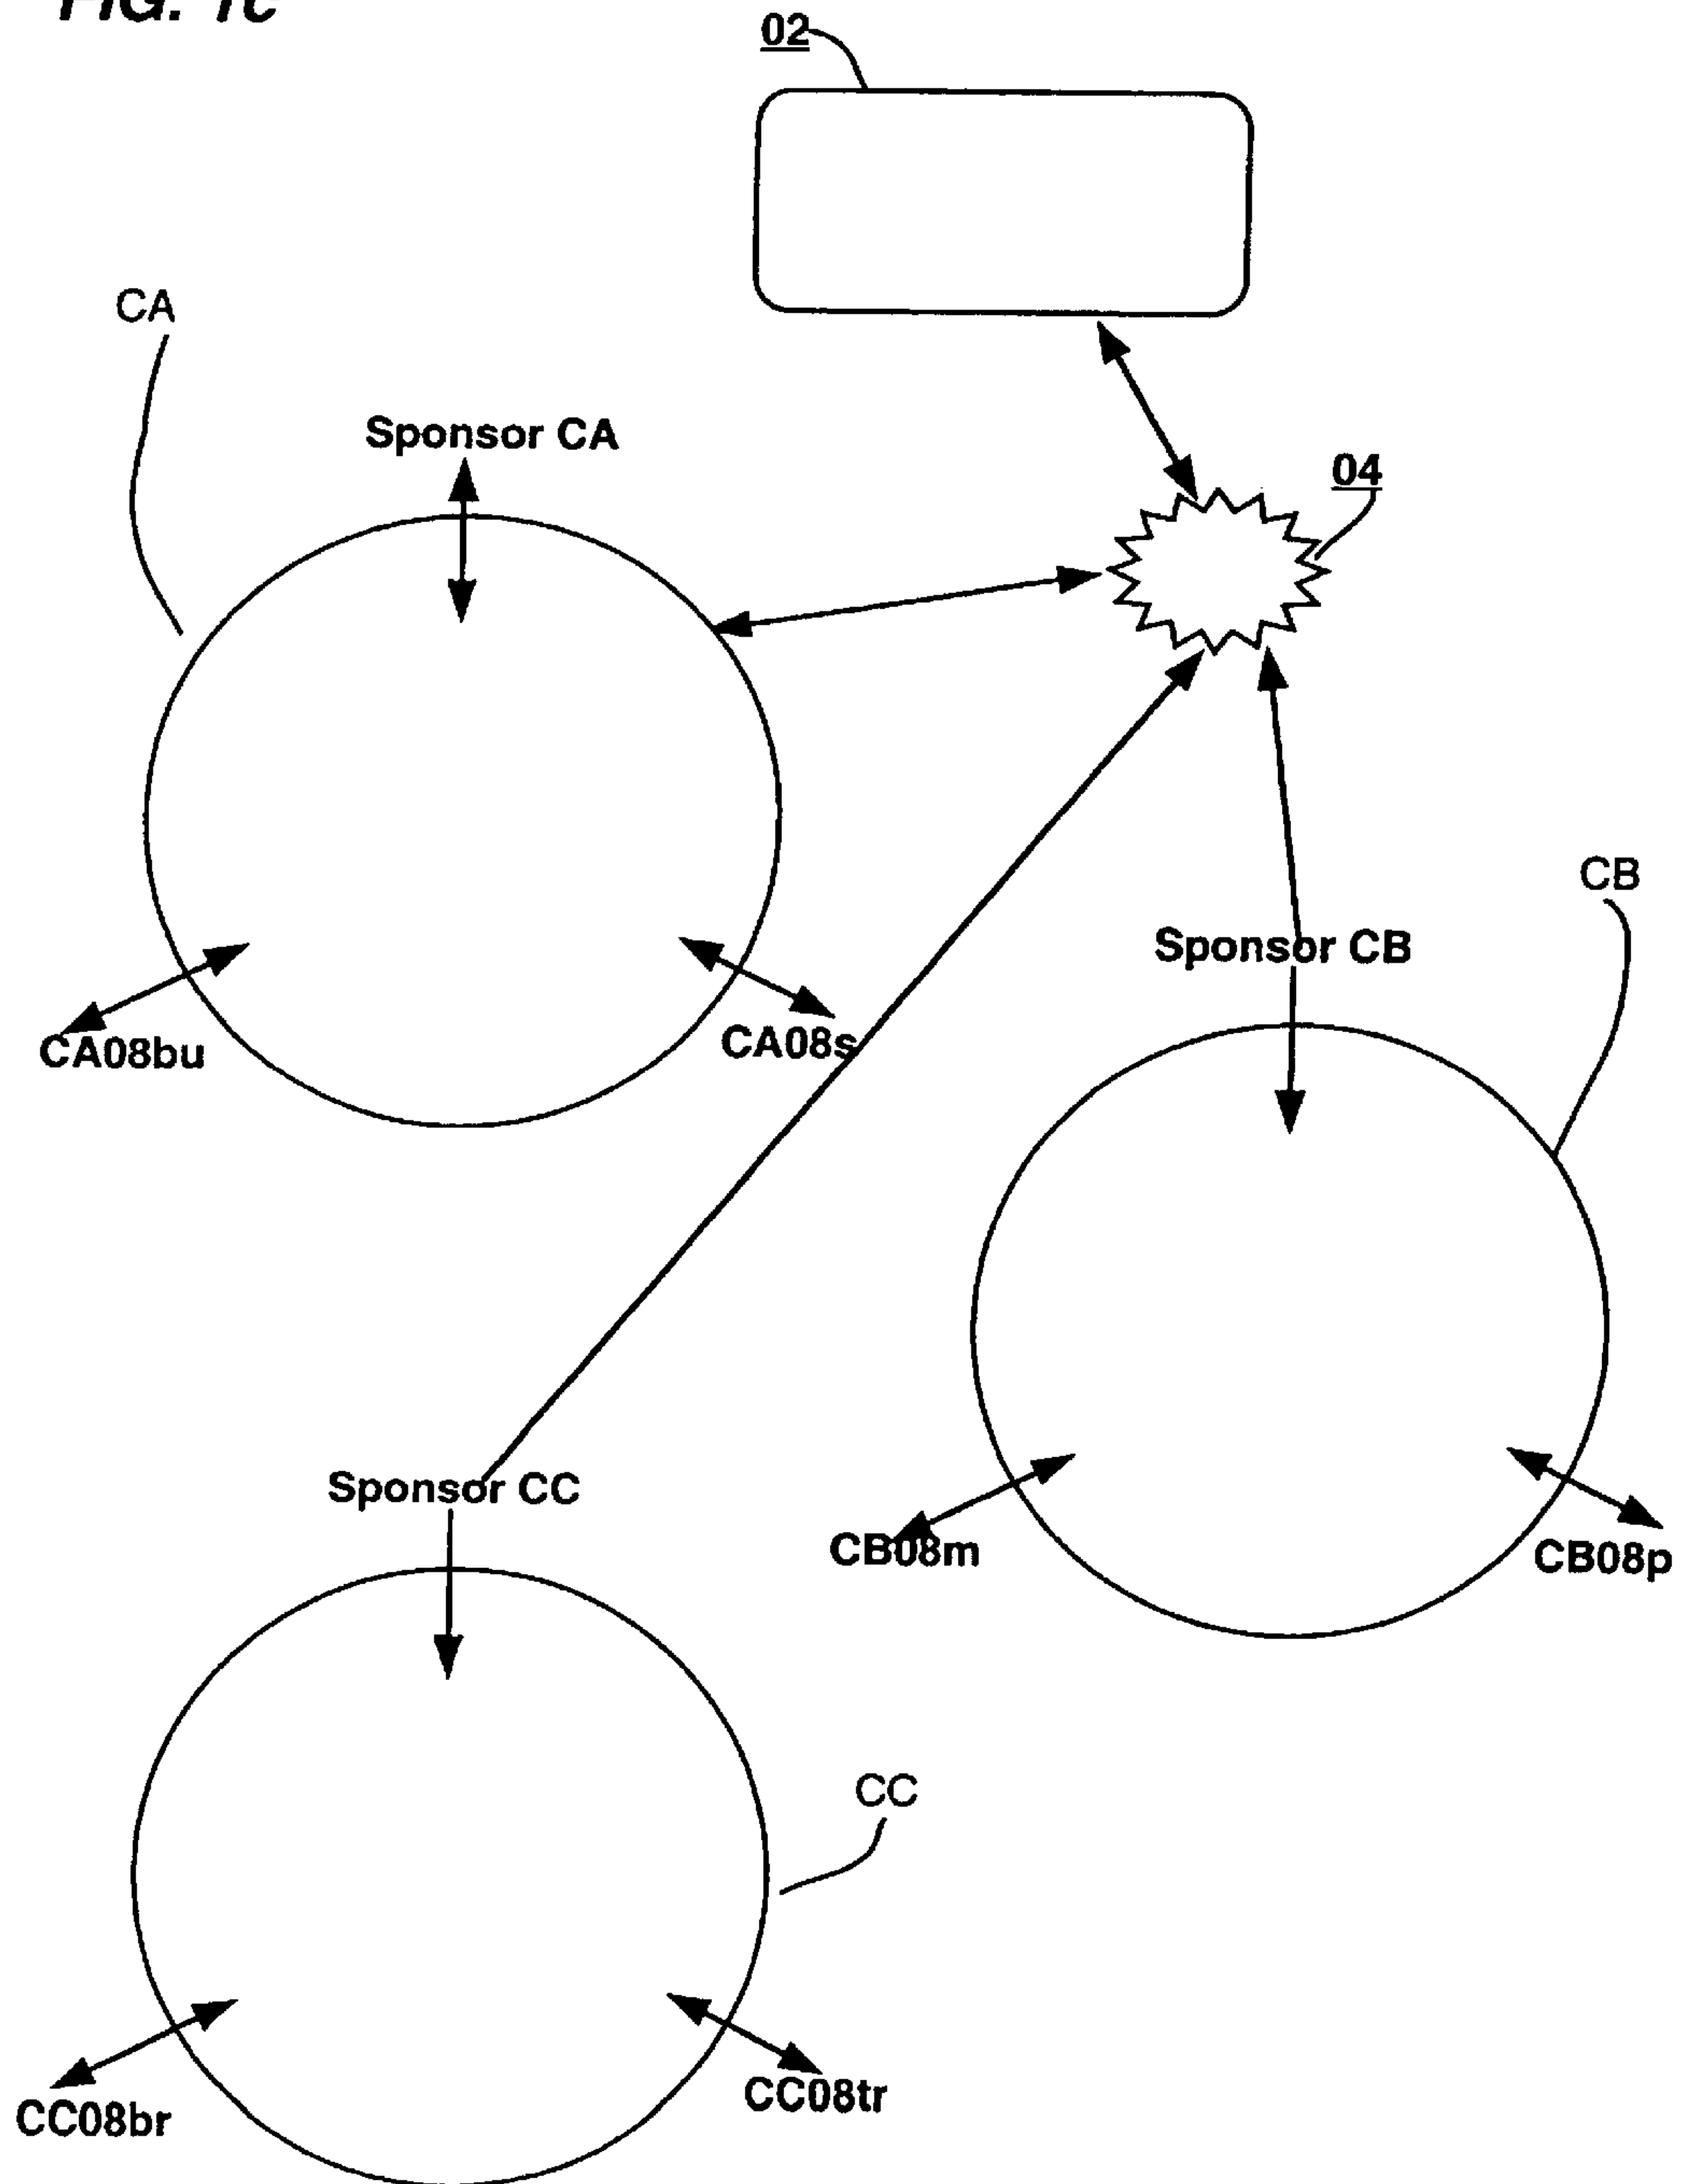 FIG. 1c
02
CA
Sponsor CA
04
CB
Sponsor CB
CA08bu
CA08s
Sponsor CC
CB08m
CB08p
CC
CC08tr
CC08br